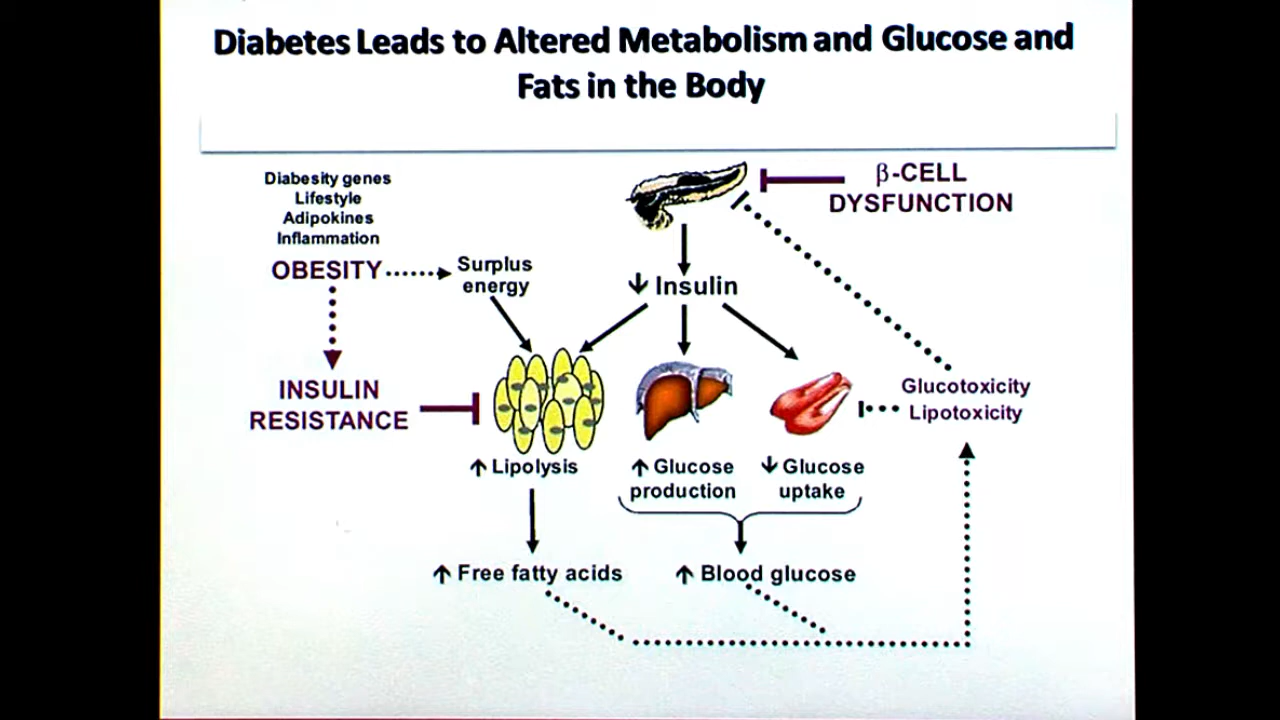 Diabetes Leads to Altered Metabolism and Glucose and
Fats in the Body
Diabesity genes
Lifestyle
Adipokines
Inflammation
OBESITY
Surplus
energy
β-CELL
DYSFUNCTION
↓ Insulin
INSULIN
RESISTANCE
Glucotoxicity
Lipotoxicity
↑ Lipolysis
↑ Glucose
production
↓ Glucose
uptake
↑ Free fatty acids
↑ Blood glucose